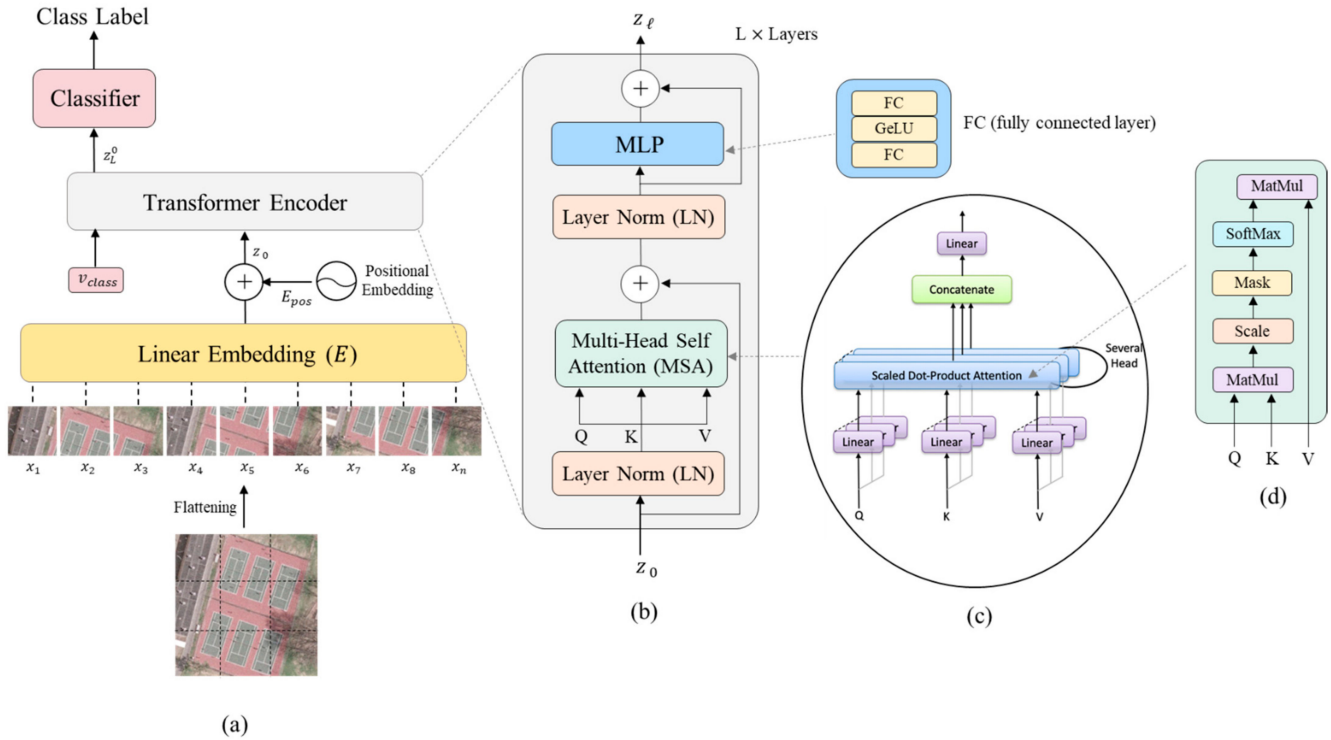 Class Label
Classifier
z_L^0
Transformer Encoder
v_class
z_0
Positional
Embedding
E_pos
Linear Embedding (E)
x_1 x_2 x_3 x_4 x_5 x_6 x_7 x_8 x_n
Flattening
(a)
z_ℓ
L × Layers
+
MLP
Layer Norm (LN)
+
Multi-Head Self
Attention (MSA)
Q K V
Layer Norm (LN)
z_0
(b)
FC
GeLU
FC
FC (fully connected layer)
Linear
Concatenate
Scaled Dot-Product Attention
Several
Head
Linear Linear Linear
Q K V
(c)
MatMul
SoftMax
Mask
Scale
MatMul
Q K V
(d)